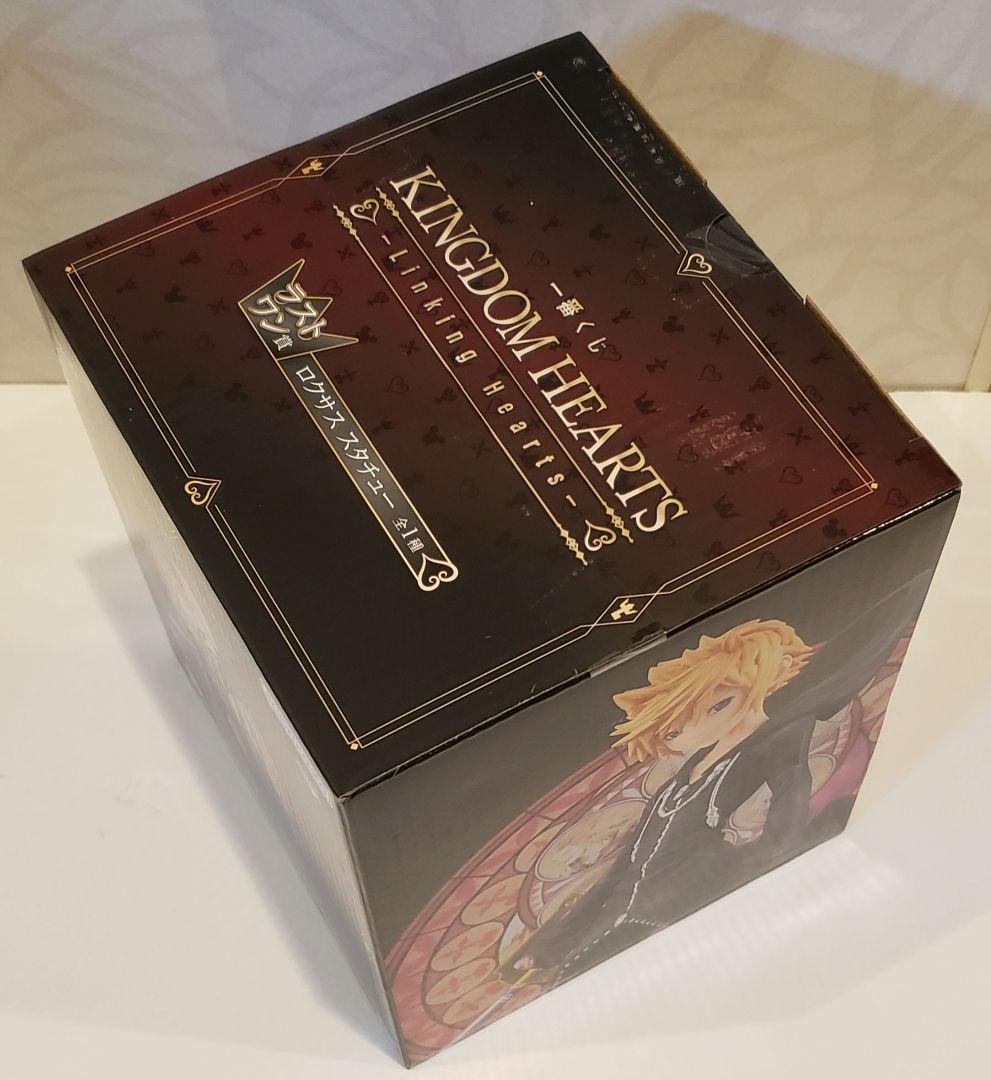 一番くじ
KINGDOM HEARTS
-Linking Hearts-
ラスト
ワン賞
ロクサス スタチュー 全1種